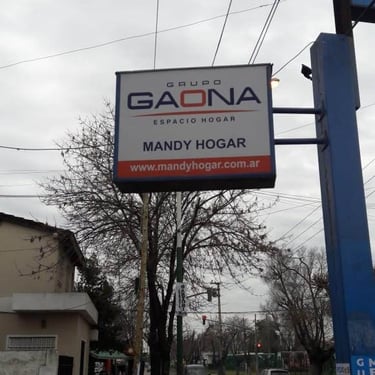 GRUPO
GAONA
ESPACIO HOGAR
MANDY HOGAR
www.mandyhogar.com.ar